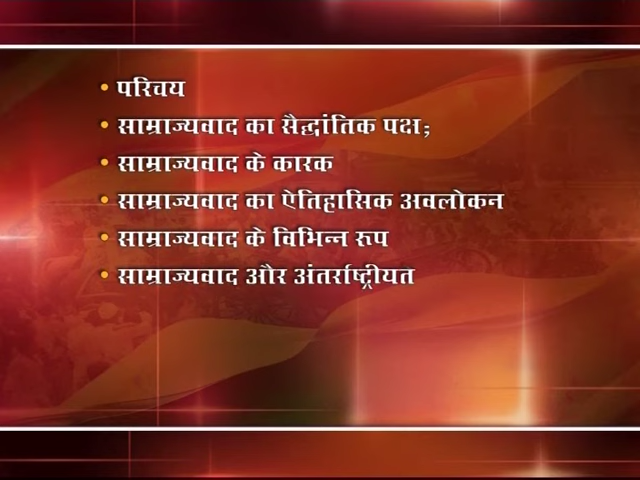 • परिचय
• साम्राज्यवाद का सैद्धांतिक पक्ष;
• साम्राज्यवाद के कारक
• साम्राज्यवाद का ऐतिहासिक अवलोकन
• साम्राज्यवाद के विभिन्न रूप
• साम्राज्यवाद और अंतर्राष्ट्रीयत